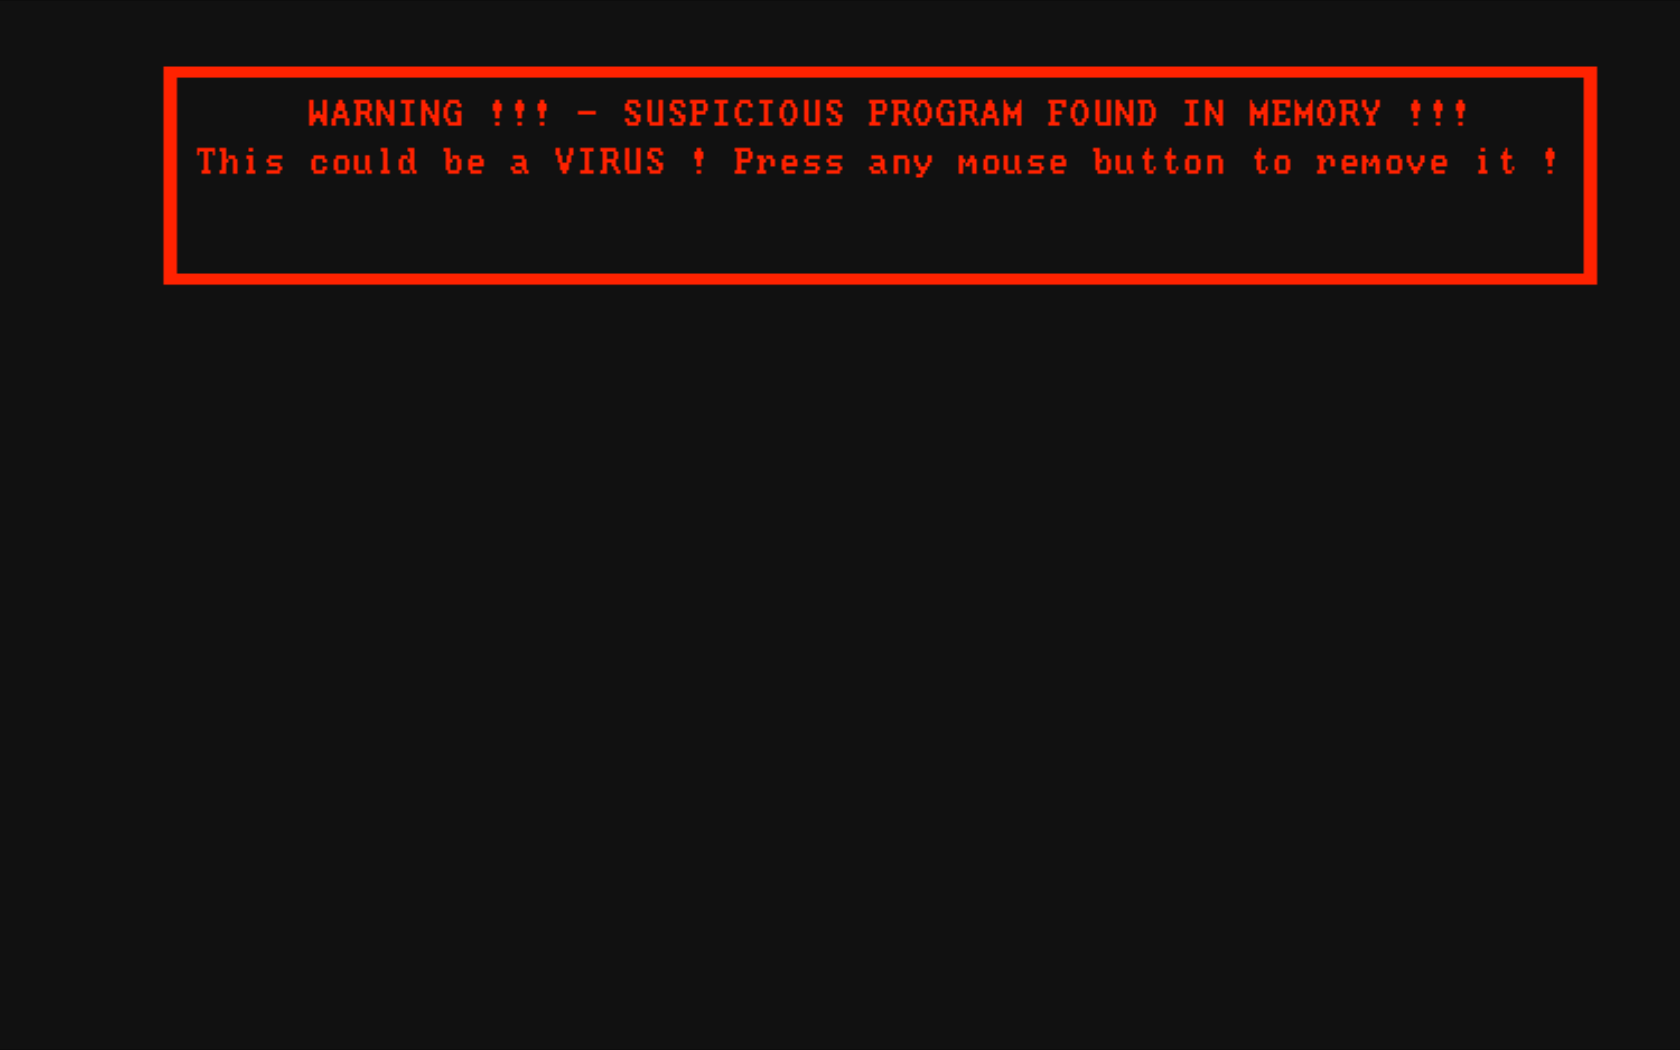 WARNING !!! - SUSPICIOUS PROGRAM FOUND IN MEMORY !!!
This could be a VIRUS ! Press any mouse button to remove it !